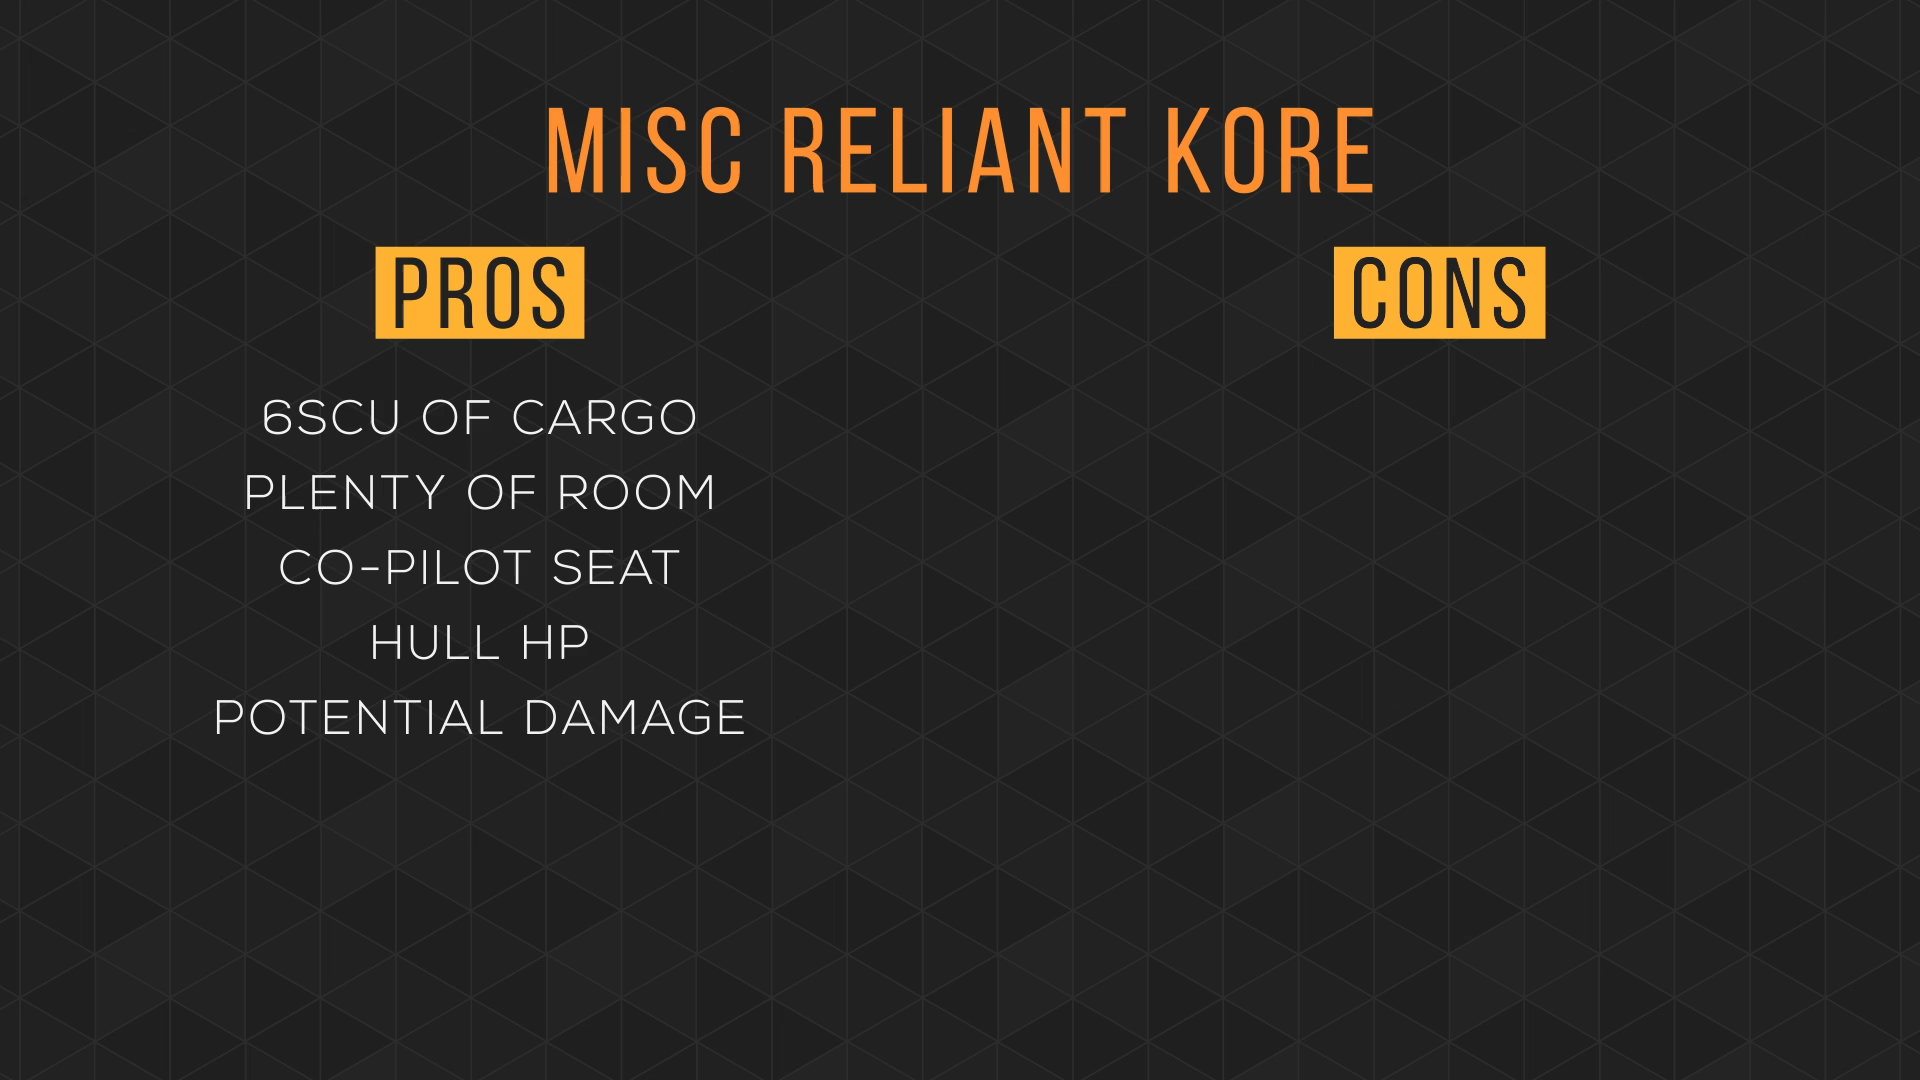 MISC RELIANT KORE
PROS
6SCU OF CARGO
PLENTY OF ROOM
CO-PILOT SEAT
HULL HP
POTENTIAL DAMAGE
CONS